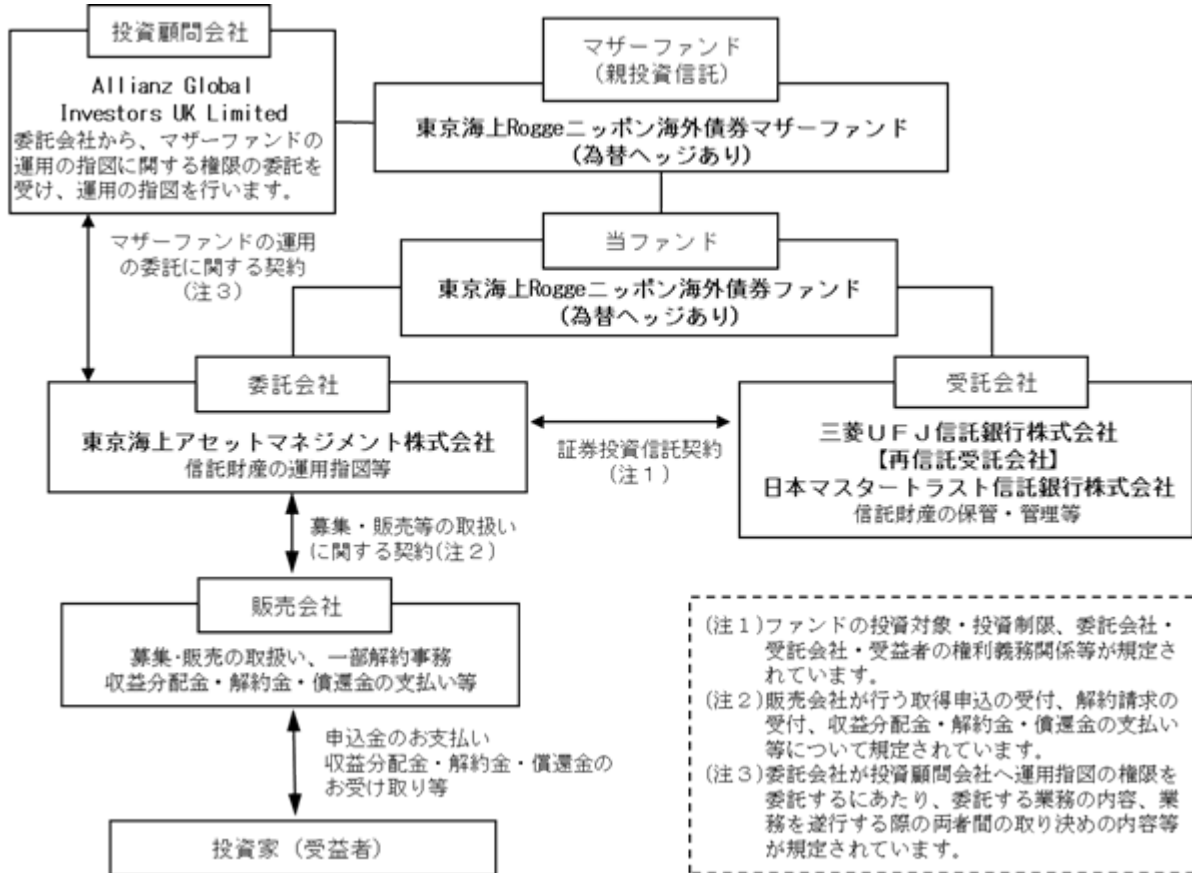 投資顧問会社
Allianz Global
Investors UK Limited
委託会社から、マザーファンドの
運用の指図に関する権限の委託を
受け、運用の指図を行います。
マザーファンド
(親投資信託)
東京海上Roggeニッポン海外債券マザーファンド
(為替ヘッジあり)
マザーファンドの運用
の委託に関する契約
(注3)
当ファンド
東京海上Roggeニッポン海外債券ファンド
(為替ヘッジあり)
委託会社
東京海上アセットマネジメント株式会社
信託財産の運用指図等
証券投資信託契約
(注1)
受託会社
三菱UFJ信託銀行株式会社
【再信託受託会社】
日本マスタートラスト信託銀行株式会社
信託財産の保管・管理等
募集・販売等の取扱い
に関する契約(注2)
販売会社
募集・販売の取扱い、一部解約事務
収益分配金・解約金・償還金の支払い等
申込金のお支払い
収益分配金・解約金・償還金の
お受け取り等
投資家(受益者)
(注1)ファンドの投資対象・投資制限、委託会社・
受託会社・受益者の権利義務関係等が規定さ
れています。
(注2)販売会社が行う取得申込の受付、解約請求の
受付、収益分配金・解約金・償還金の支払い
等について規定されています。
(注3)委託会社が投資顧問会社へ運用指図の権限を
委託するにあたり、委託する業務の内容、業
務を遂行する際の両者間の取り決めの内容等
が規定されています。